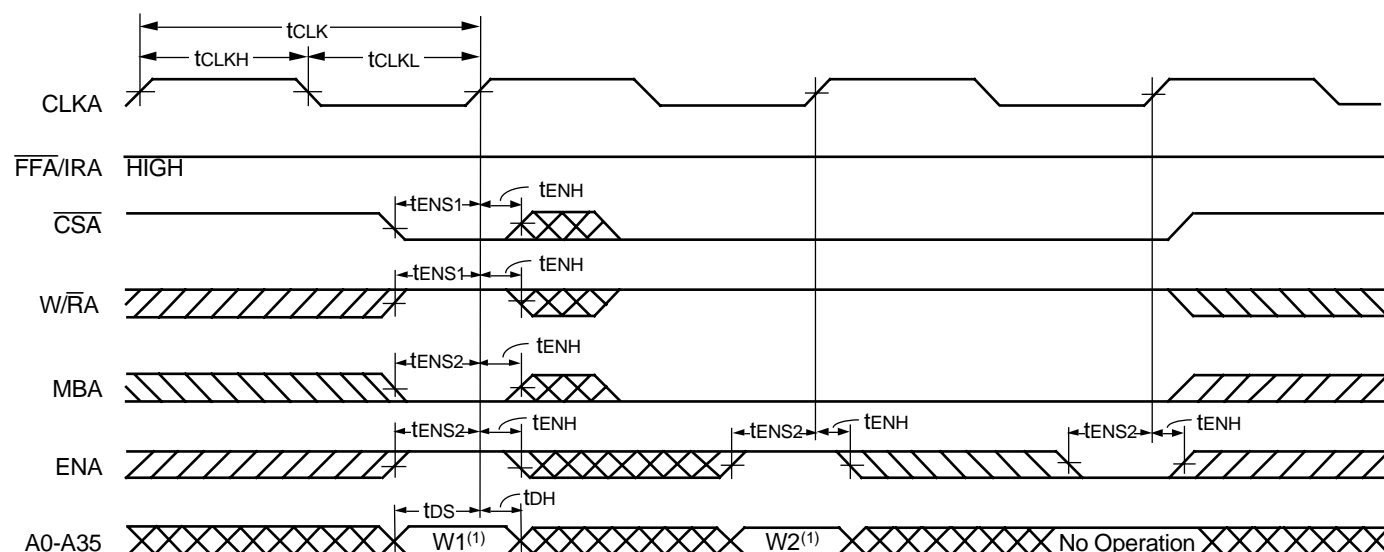 tCLK
tCLKH tCLKL
CLKA
FFA/IRA HIGH
tENS1 tENH
CSA
tENS1 tENH
W/RA
tENS2 tENH
MBA
tENS2 tENH tENS2 tENH tENS2 tENH
ENA
tDS tDH
A0-A35 W1(1) W2(1) No Operation